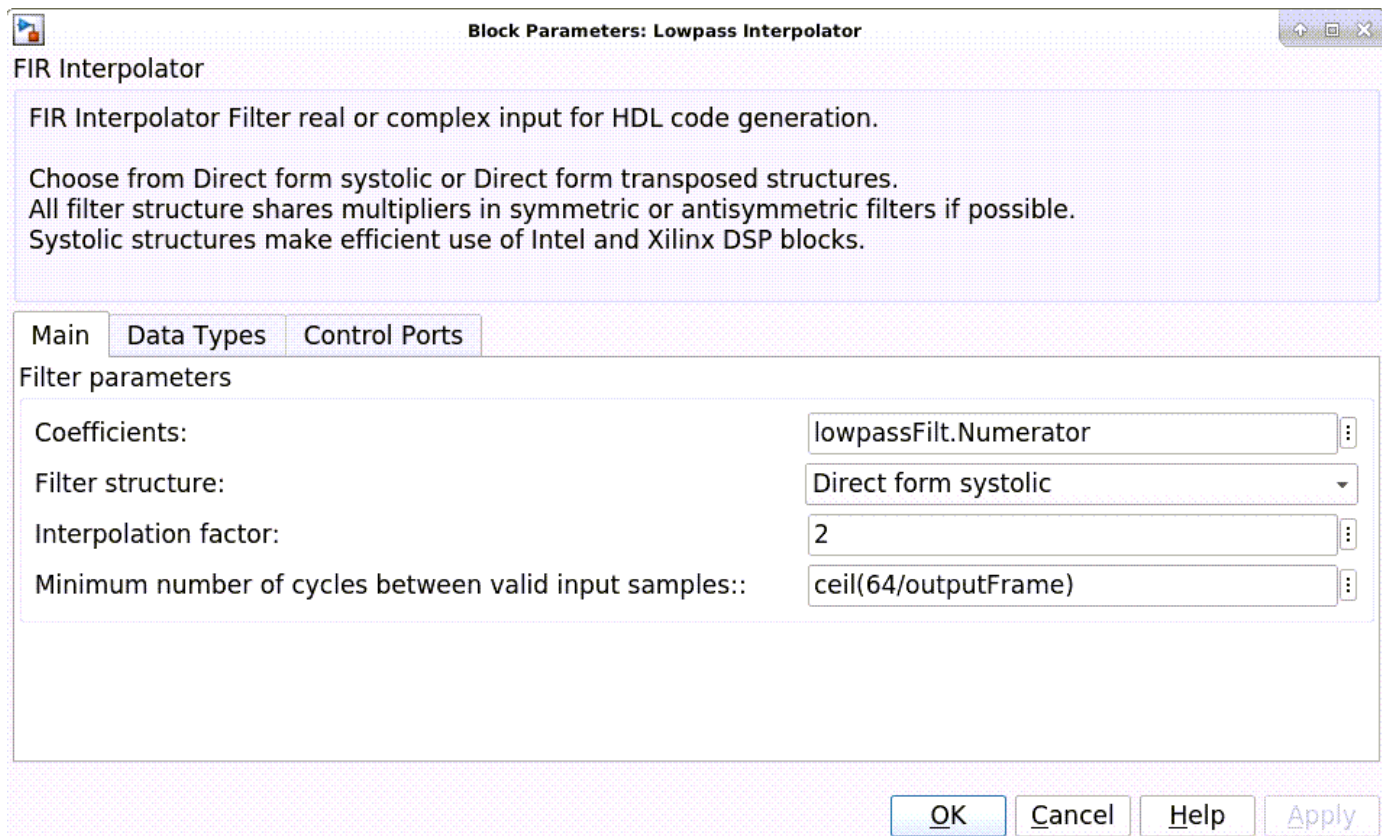 Block Parameters: Lowpass Interpolator
FIR Interpolator
FIR Interpolator Filter real or complex input for HDL code generation.
Choose from Direct form systolic or Direct form transposed structures.
All filter structure shares multipliers in symmetric or antisymmetric filters if possible.
Systolic structures make efficient use of Intel and Xilinx DSP blocks.
Main Data Types Control Ports
Filter parameters
Coefficients: lowpassFilt.Numerator
Filter structure: Direct form systolic
Interpolation factor: 2
Minimum number of cycles between valid input samples:: ceil(64/outputFrame)
OK Cancel Help Apply